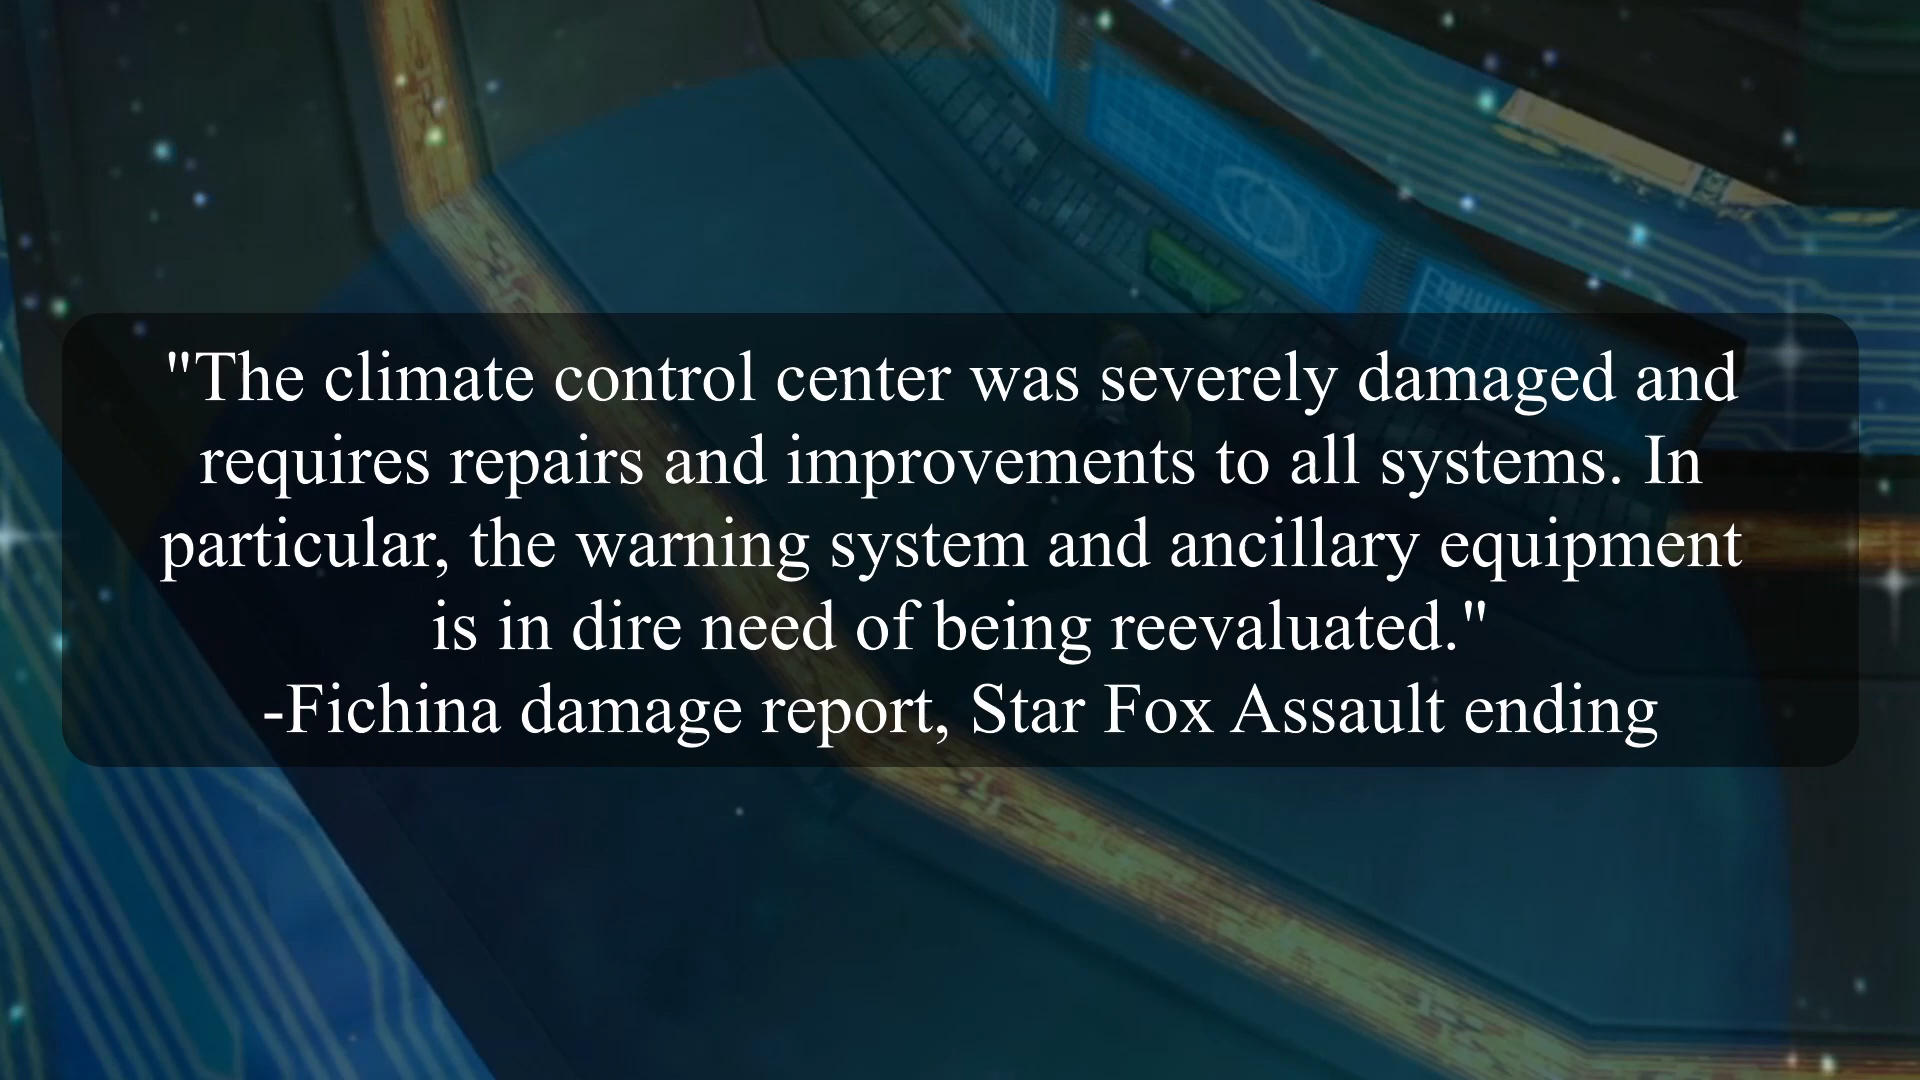 "The climate control center was severely damaged and
requires repairs and improvements to all systems. In
particular, the warning system and ancillary equipment
is in dire need of being reevaluated."
-Fichina damage report, Star Fox Assault ending